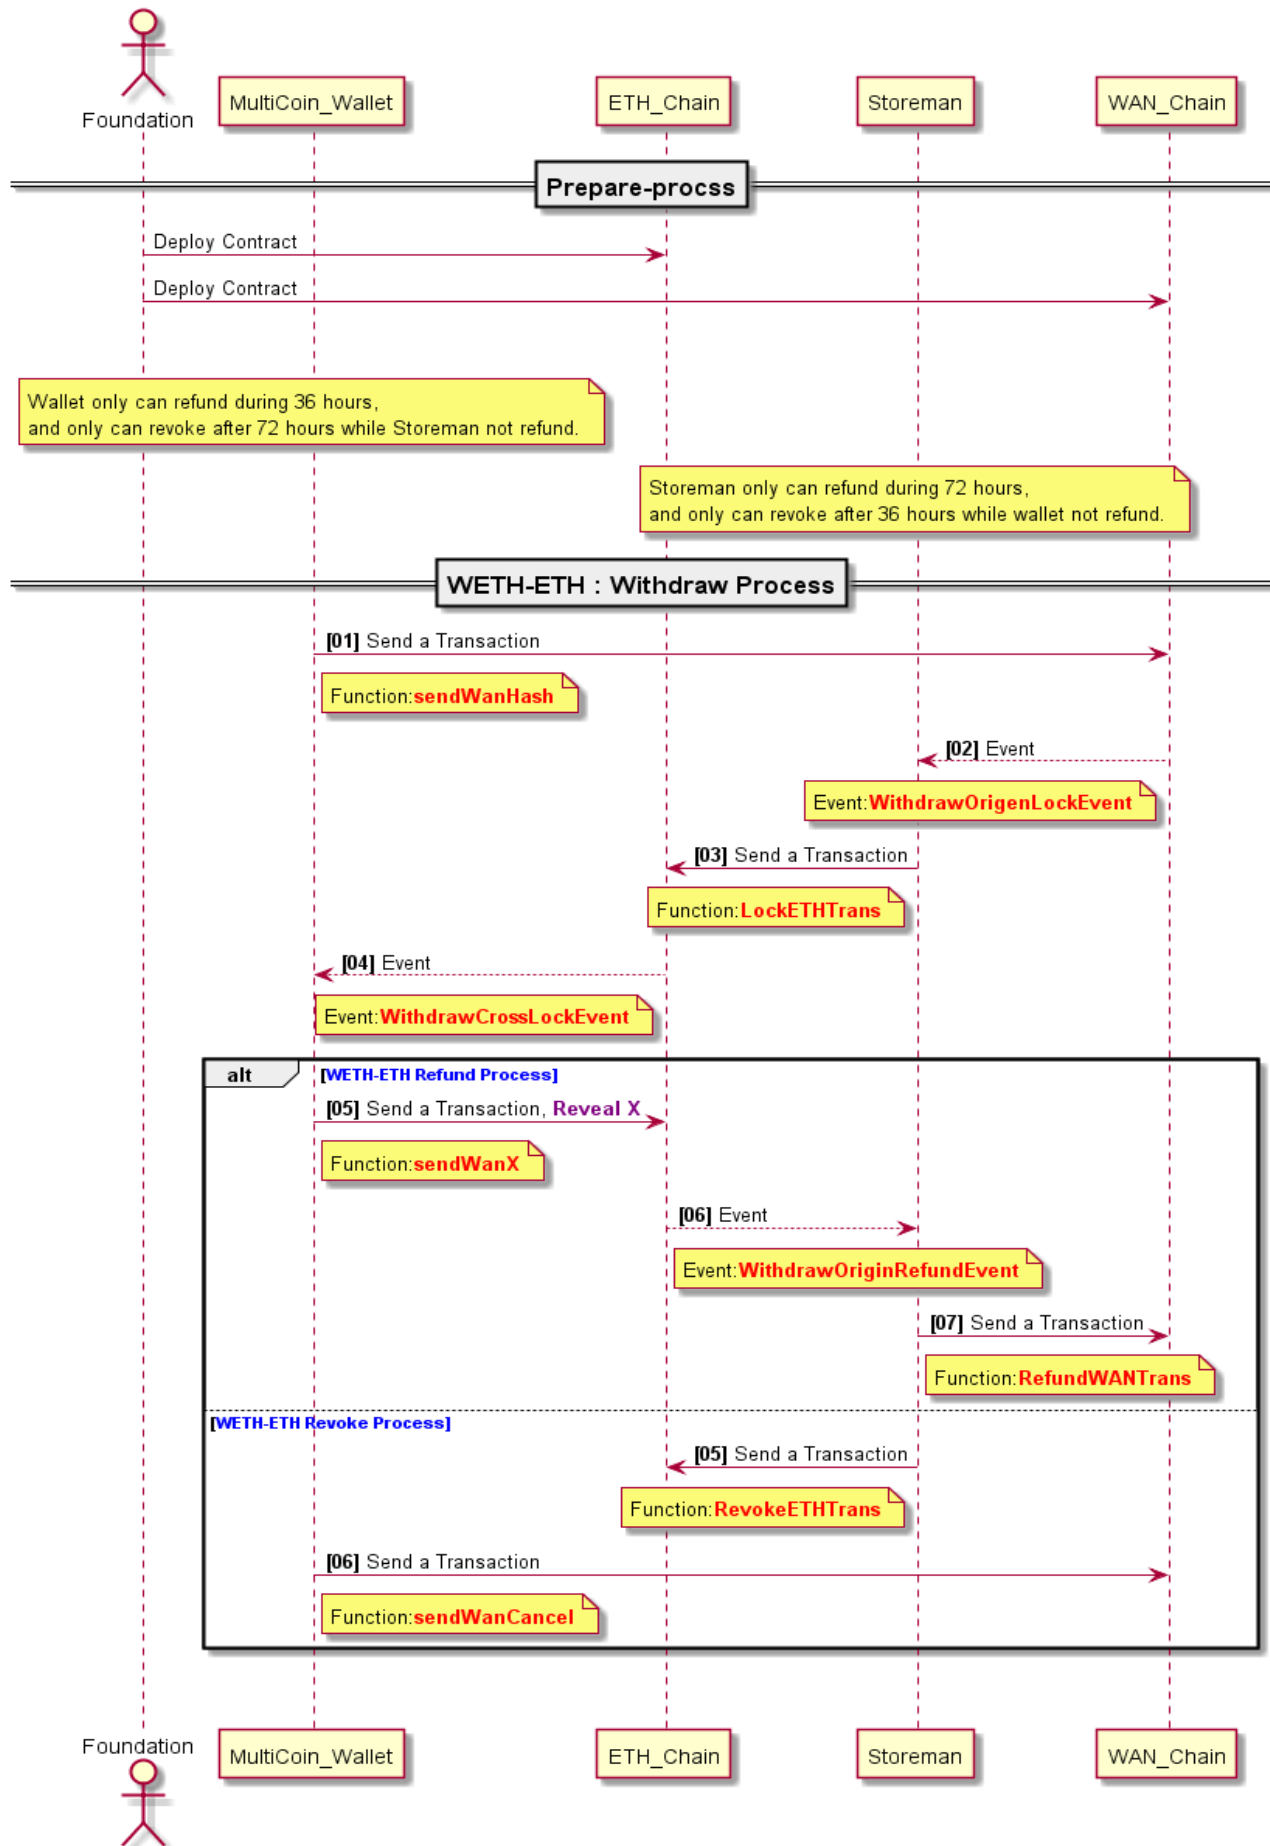 Foundation
MultiCoin_Wallet
ETH_Chain
Storeman
WAN_Chain
Prepare-procss
Deploy Contract
Deploy Contract
Wallet only can refund during 36 hours,
and only can revoke after 72 hours while Storeman not refund.
Storeman only can refund during 72 hours,
and only can revoke after 36 hours while wallet not refund.
WETH-ETH : Withdraw Process
[01] Send a Transaction
Function:sendWanHash
[02] Event
Event:WithdrawOrigenLockEvent
[03] Send a Transaction
Function:LockETHTrans
[04] Event
Event:WithdrawCrossLockEvent
alt [WETH-ETH Refund Process]
[05] Send a Transaction, Reveal X
Function:sendWanX
[06] Event
Event:WithdrawOriginRefundEvent
[07] Send a Transaction
Function:RefundWANTrans
[WETH-ETH Revoke Process]
[05] Send a Transaction
Function:RevokeETHTrans
[06] Send a Transaction
Function:sendWanCancel
Foundation
MultiCoin_Wallet
ETH_Chain
Storeman
WAN_Chain